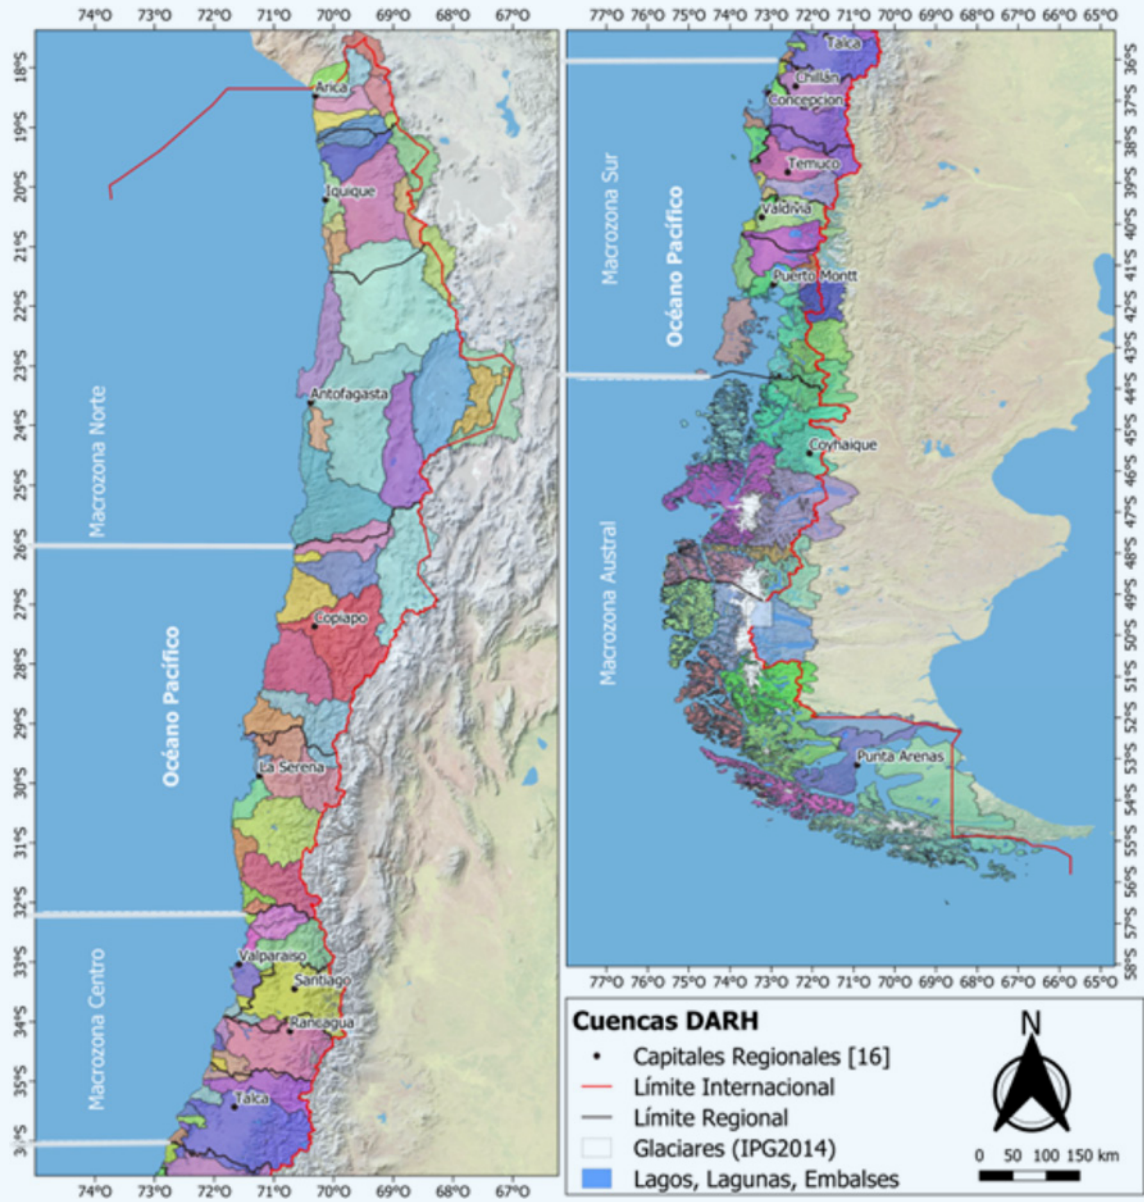 77°O 76°O 75°O 74°O 73°O 72°O 71°O 70°O 69°O 68°O 67°O 66°O 65°O
74°O 73°O 72°O 71°O 70°O 69°O 68°O 67°O
18°S
19°S
20°S
21°S
22°S
23°S
24°S
25°S
26°S
27°S
28°S
29°S
30°S
31°S
32°S
33°S
34°S
35°S
Arica
Iquique
Antofagasta
Macrozona Norte
Copiapo
Océano Pacífico
La Serena
Valparaiso
Santiago
Rancagua
Macrozona Centro
Talca
74°O 73°O 72°O 71°O 70°O 69°O 68°O 67°O
Talca
Chillán
Concepcion
Temuco
Valdivia
Puerto Montt
Macrozona Sur
Océano Pacífico
Coyhaique
Macrozona Austral
Punta Arenas
36°S
37°S
38°S
39°S
40°S
41°S
42°S
43°S
44°S
45°S
46°S
47°S
48°S
49°S
50°S
51°S
52°S
53°S
54°S
55°S
56°S
57°S
58°S
77°O 76°O 75°O 74°O 73°O 72°O 71°O 70°O 69°O 68°O 67°O 66°O 65°O
Cuencas DARH
Capitales Regionales [16]
Límite Internacional
Límite Regional
Glaciares (IPG2014)
Lagos, Lagunas, Embalses
N
0 50 100 150 km